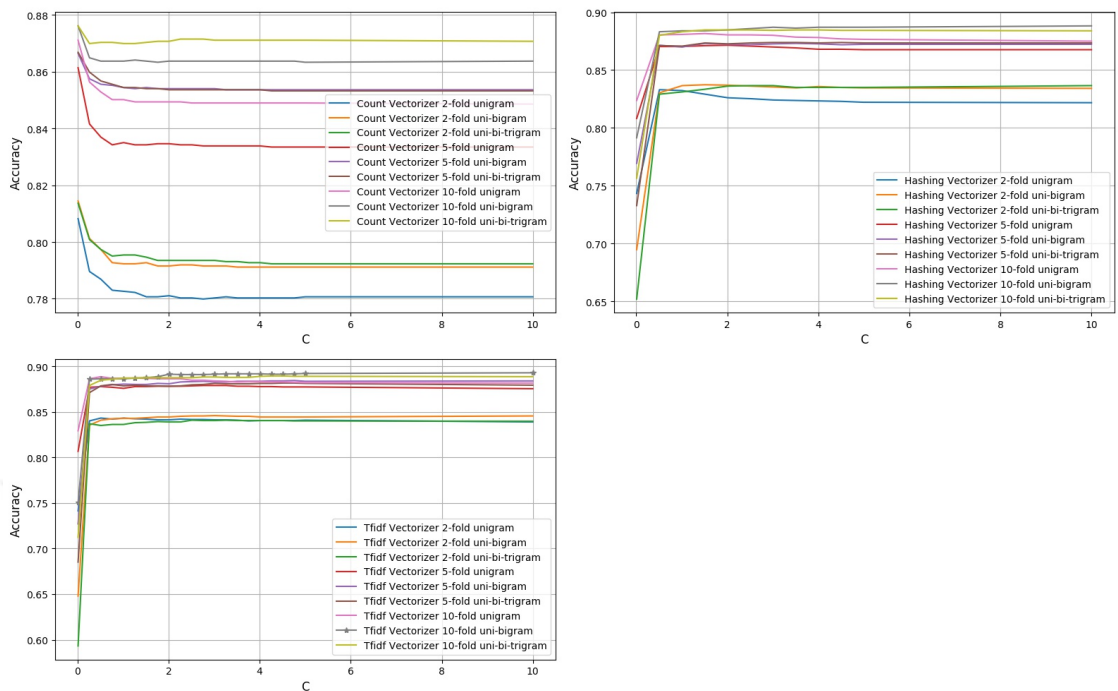 0.88
0.86
0.84
0.82
0.80
0.78
Accuracy
0 2 4 6 8 10
C
Count Vectorizer 2-fold unigram
Count Vectorizer 2-fold uni-bigram
Count Vectorizer 2-fold uni-bi-trigram
Count Vectorizer 5-fold unigram
Count Vectorizer 5-fold uni-bigram
Count Vectorizer 5-fold uni-bi-trigram
Count Vectorizer 10-fold unigram
Count Vectorizer 10-fold uni-bigram
Count Vectorizer 10-fold uni-bi-trigram
0.90
0.85
0.80
0.75
0.70
0.65
Accuracy
0 2 4 6 8 10
C
Hashing Vectorizer 2-fold unigram
Hashing Vectorizer 2-fold uni-bigram
Hashing Vectorizer 2-fold uni-bi-trigram
Hashing Vectorizer 5-fold unigram
Hashing Vectorizer 5-fold uni-bigram
Hashing Vectorizer 5-fold uni-bi-trigram
Hashing Vectorizer 10-fold unigram
Hashing Vectorizer 10-fold uni-bigram
Hashing Vectorizer 10-fold uni-bi-trigram
0.90
0.85
0.80
0.75
0.70
0.65
0.60
Accuracy
0 2 4 6 8 10
C
Tfidf Vectorizer 2-fold unigram
Tfidf Vectorizer 2-fold uni-bigram
Tfidf Vectorizer 2-fold uni-bi-trigram
Tfidf Vectorizer 5-fold unigram
Tfidf Vectorizer 5-fold uni-bigram
Tfidf Vectorizer 5-fold uni-bi-trigram
Tfidf Vectorizer 10-fold unigram
Tfidf Vectorizer 10-fold uni-bigram
Tfidf Vectorizer 10-fold uni-bi-trigram